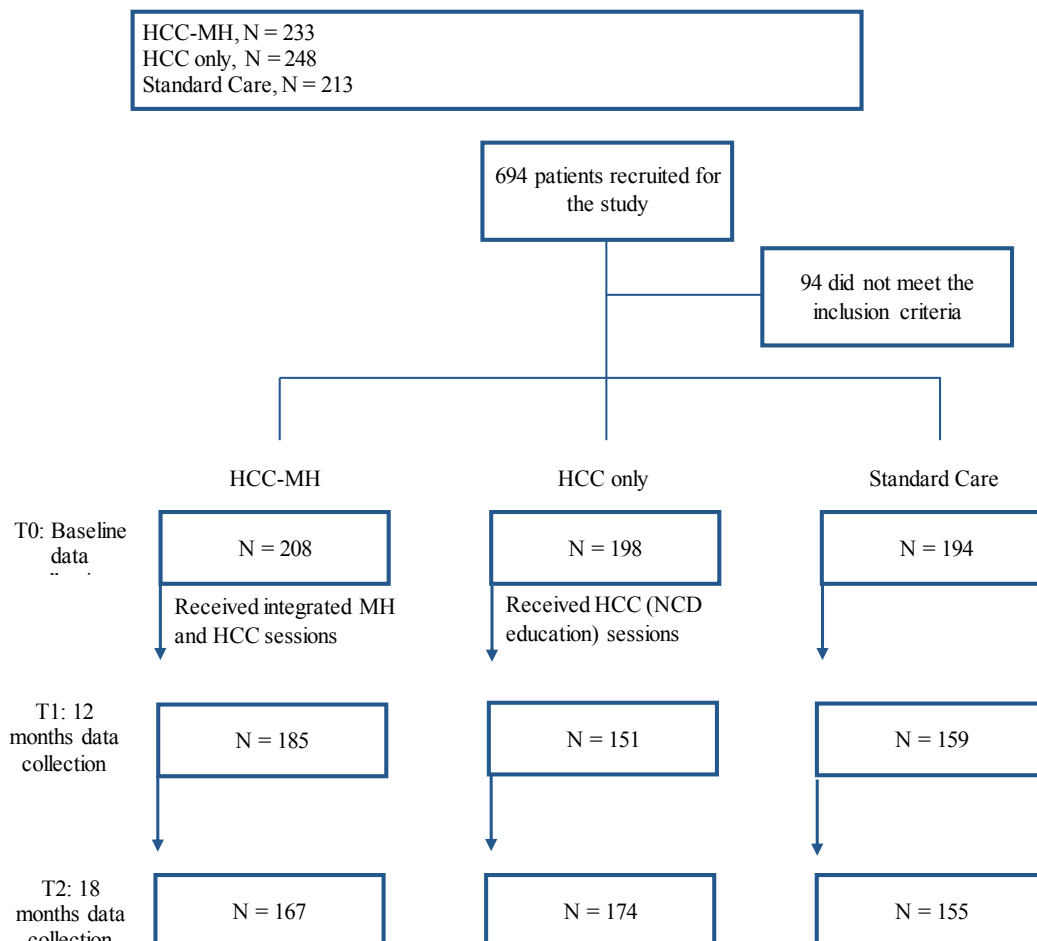 HCC-MH, N = 233
HCC only, N = 248
Standard Care, N = 213
694 patients recruited for
the study
94 did not meet the
inclusion criteria
HCC-MH
HCC only
Standard Care
T0: Baseline
data
N = 208
N = 198
N = 194
Received integrated MH
and HCC sessions
Received HCC (NCD
education) sessions
T1: 12
months data
collection
N = 185
N = 151
N = 159
T2: 18
months data
collection
N = 167
N = 174
N = 155